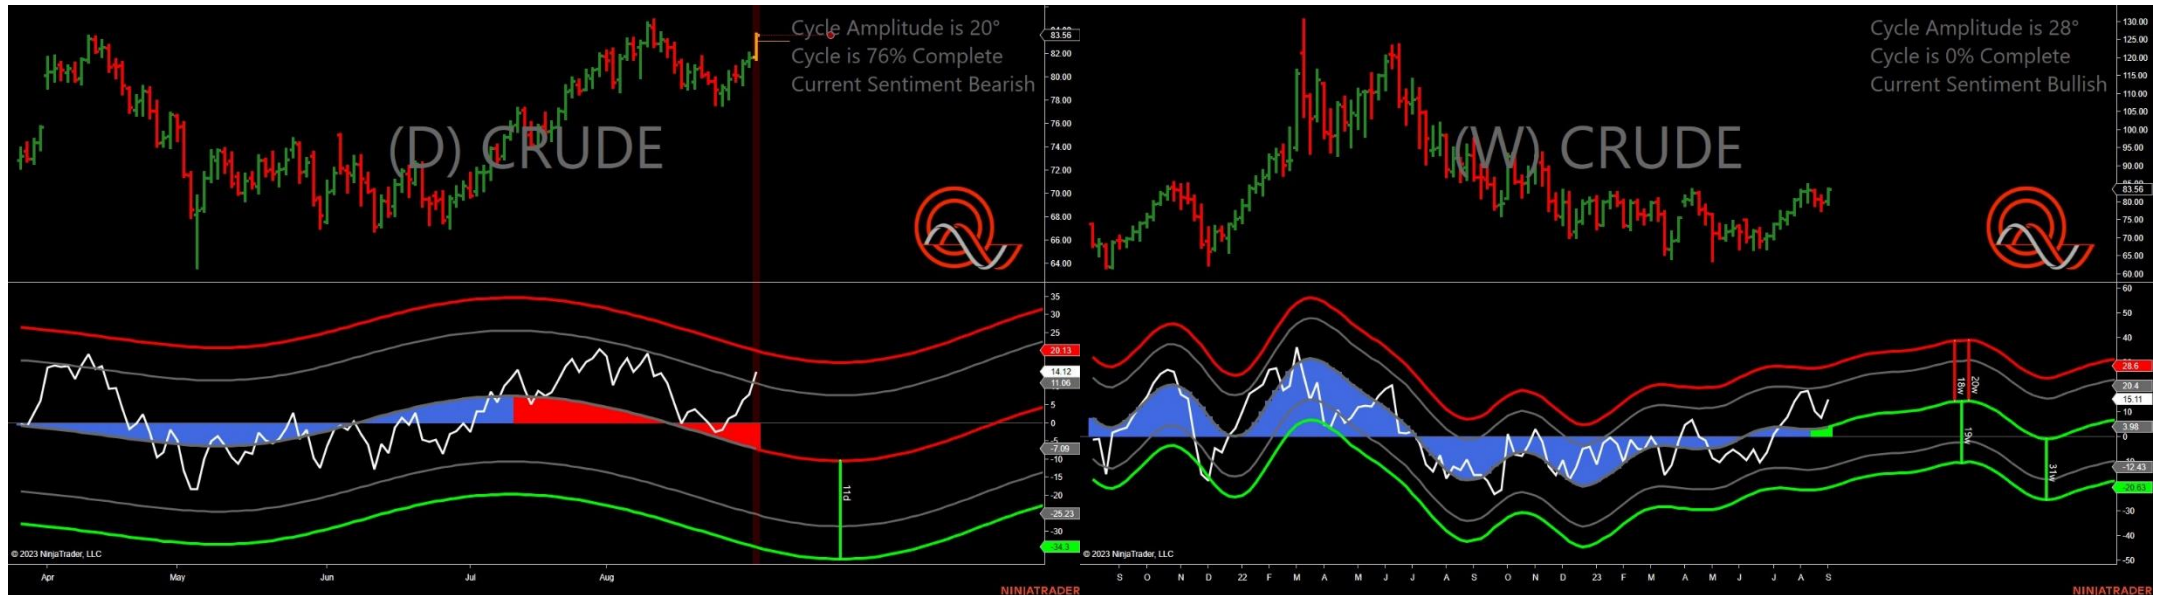 Cycle Amplitude is 20°
Cycle is 76% Complete
Current Sentiment Bearish
(D) CRUDE
83.56
82.00
80.00
78.00
76.00
74.00
72.00
70.00
68.00
66.00
64.00
35
30
25
20.13
14.12
11.06
5
0
-5
-7.09
-10
-15
-20
-25.23
-30
-34.3
11d
© 2023 NinjaTrader, LLC
Apr May Jun Jul Aug
NINJATRADER
Cycle Amplitude is 28°
Cycle is 0% Complete
Current Sentiment Bullish
(W) CRUDE
130.00
125.00
120.00
115.00
110.00
105.00
100.00
95.00
90.00
83.56
80.00
75.00
70.00
65.00
60.00
60
50
40
28.6
20.4
15.11
10
3.98
0
-12.43
-20.63
-30
-40
-50
18w
20w
19w
31w
© 2023 NinjaTrader, LLC
S O N D 22 F M A M J J A S O N D 23 F M A M J J A S
NINJATRADER